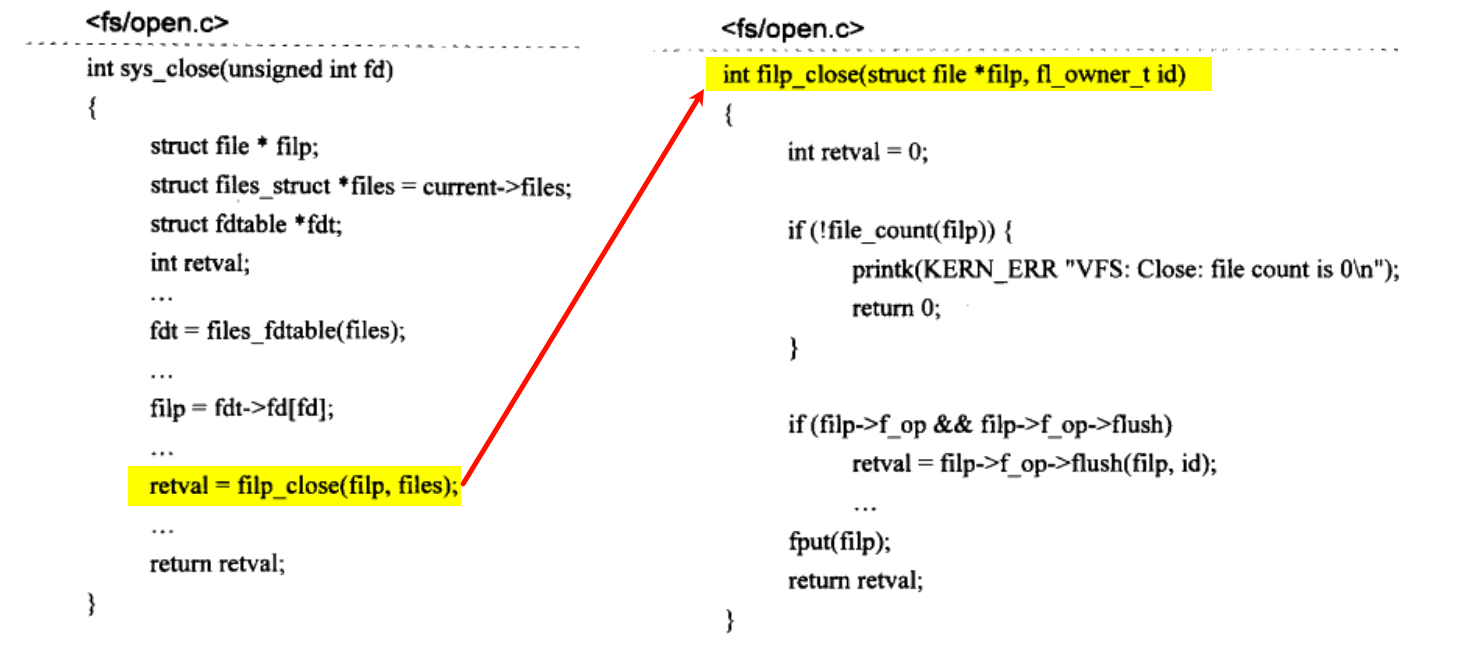 <fs/open.c>
int sys_close(unsigned int fd)
{
struct file * filp;
struct files_struct *files = current->files;
struct fdtable *fdt;
int retval;
...
fdt = files_fdtable(files);
...
filp = fdt->fd[fd];
...
retval = filp_close(filp, files);
...
return retval;
}
<fs/open.c>
int filp_close(struct file *filp, fl_owner_t id)
{
int retval = 0;
if (!file_count(filp)) {
printk(KERN_ERR "VFS: Close: file count is 0\n");
return 0;
}
if (filp->f_op && filp->f_op->flush)
retval = filp->f_op->flush(filp, id);
...
fput(filp);
return retval;
}